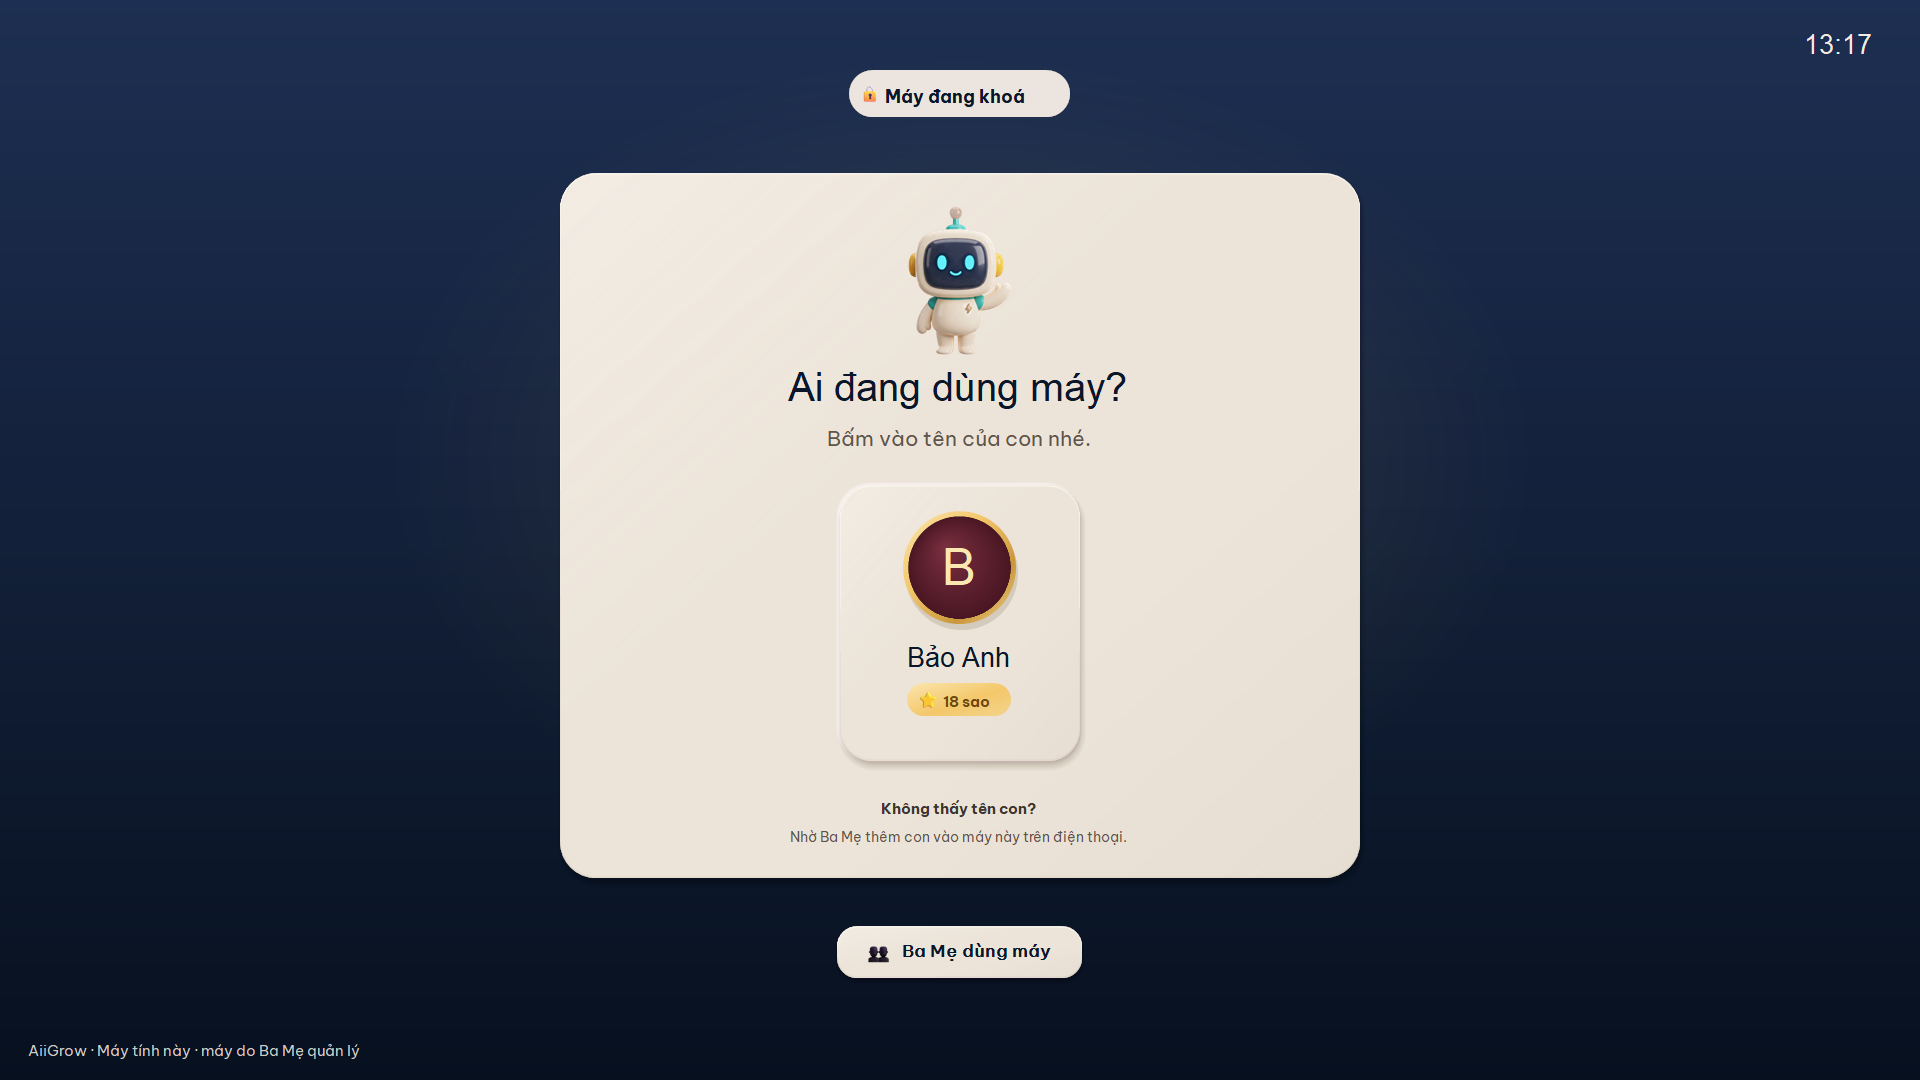 13:17
Máy đang khoá
Ai đang dùng máy?
Bấm vào tên của con nhé.
B
Bảo Anh
18 sao
Không thấy tên con?
Nhờ Ba Mẹ thêm con vào máy này trên điện thoại.
Ba Mẹ dùng máy
AiiGrow · Máy tính này · máy do Ba Mẹ quản lý